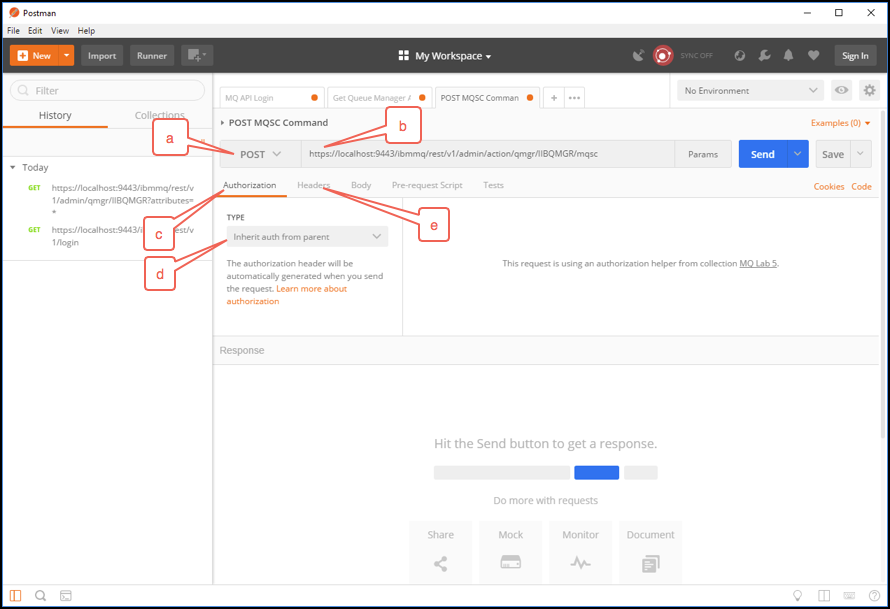 Postman
File Edit View Help
New Import Runner My Workspace SYNC OFF Sign In
Filter
History Collections
MQ API Login Get Queue Manager POST MQSC Comman + ••• No Environment
POST MQSC Command Examples (0)
a
b
POST https://localhost:9443/ibmmq/rest/v1/admin/action/qmgr/IIBQMGR/mqsc Params Send Save
Today
GET https://localhost:9443/ibmmq/rest/v
1/admin/qmgr/IIBQMGR?attributes=
*
GET https://localhost:9443/i
1/login
Authorization Headers Body Pre-request Script Tests Cookies Code
c
e
d
TYPE
Inherit auth from parent
The authorization header will be
automatically generated when you send
the request. Learn more about
authorization
This request is using an authorization helper from collection MQ Lab 5.
Response
Hit the Send button to get a response.
Do more with requests
Share Mock Monitor Document